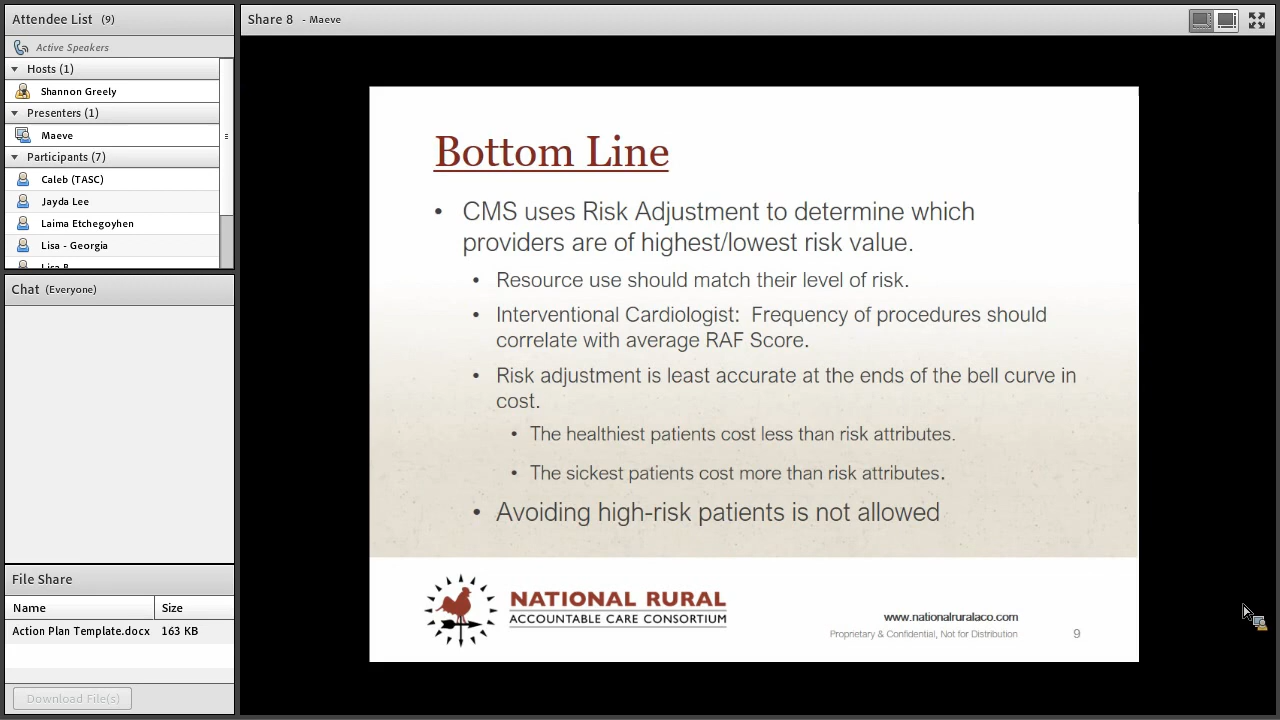 Attendee List (9)
Active Speakers
Hosts (1)
Shannon Greely
Presenters (1)
Maeve
Participants (7)
Caleb (TASC)
Jayda Lee
Laima Etchegoyhen
Lisa - Georgia
Lisa B
Chat (Everyone)
File Share
Name Size
Action Plan Template.docx 163 KB
Download File(s)
Share 8 - Maeve
Bottom Line
• CMS uses Risk Adjustment to determine which
providers are of highest/lowest risk value.
• Resource use should match their level of risk.
• Interventional Cardiologist: Frequency of procedures should
correlate with average RAF Score.
• Risk adjustment is least accurate at the ends of the bell curve in
cost.
• The healthiest patients cost less than risk attributes.
• The sickest patients cost more than risk attributes.
• Avoiding high-risk patients is not allowed
NATIONAL RURAL
ACCOUNTABLE CARE CONSORTIUM
www.nationalruralaco.com
Proprietary & Confidential, Not for Distribution
9